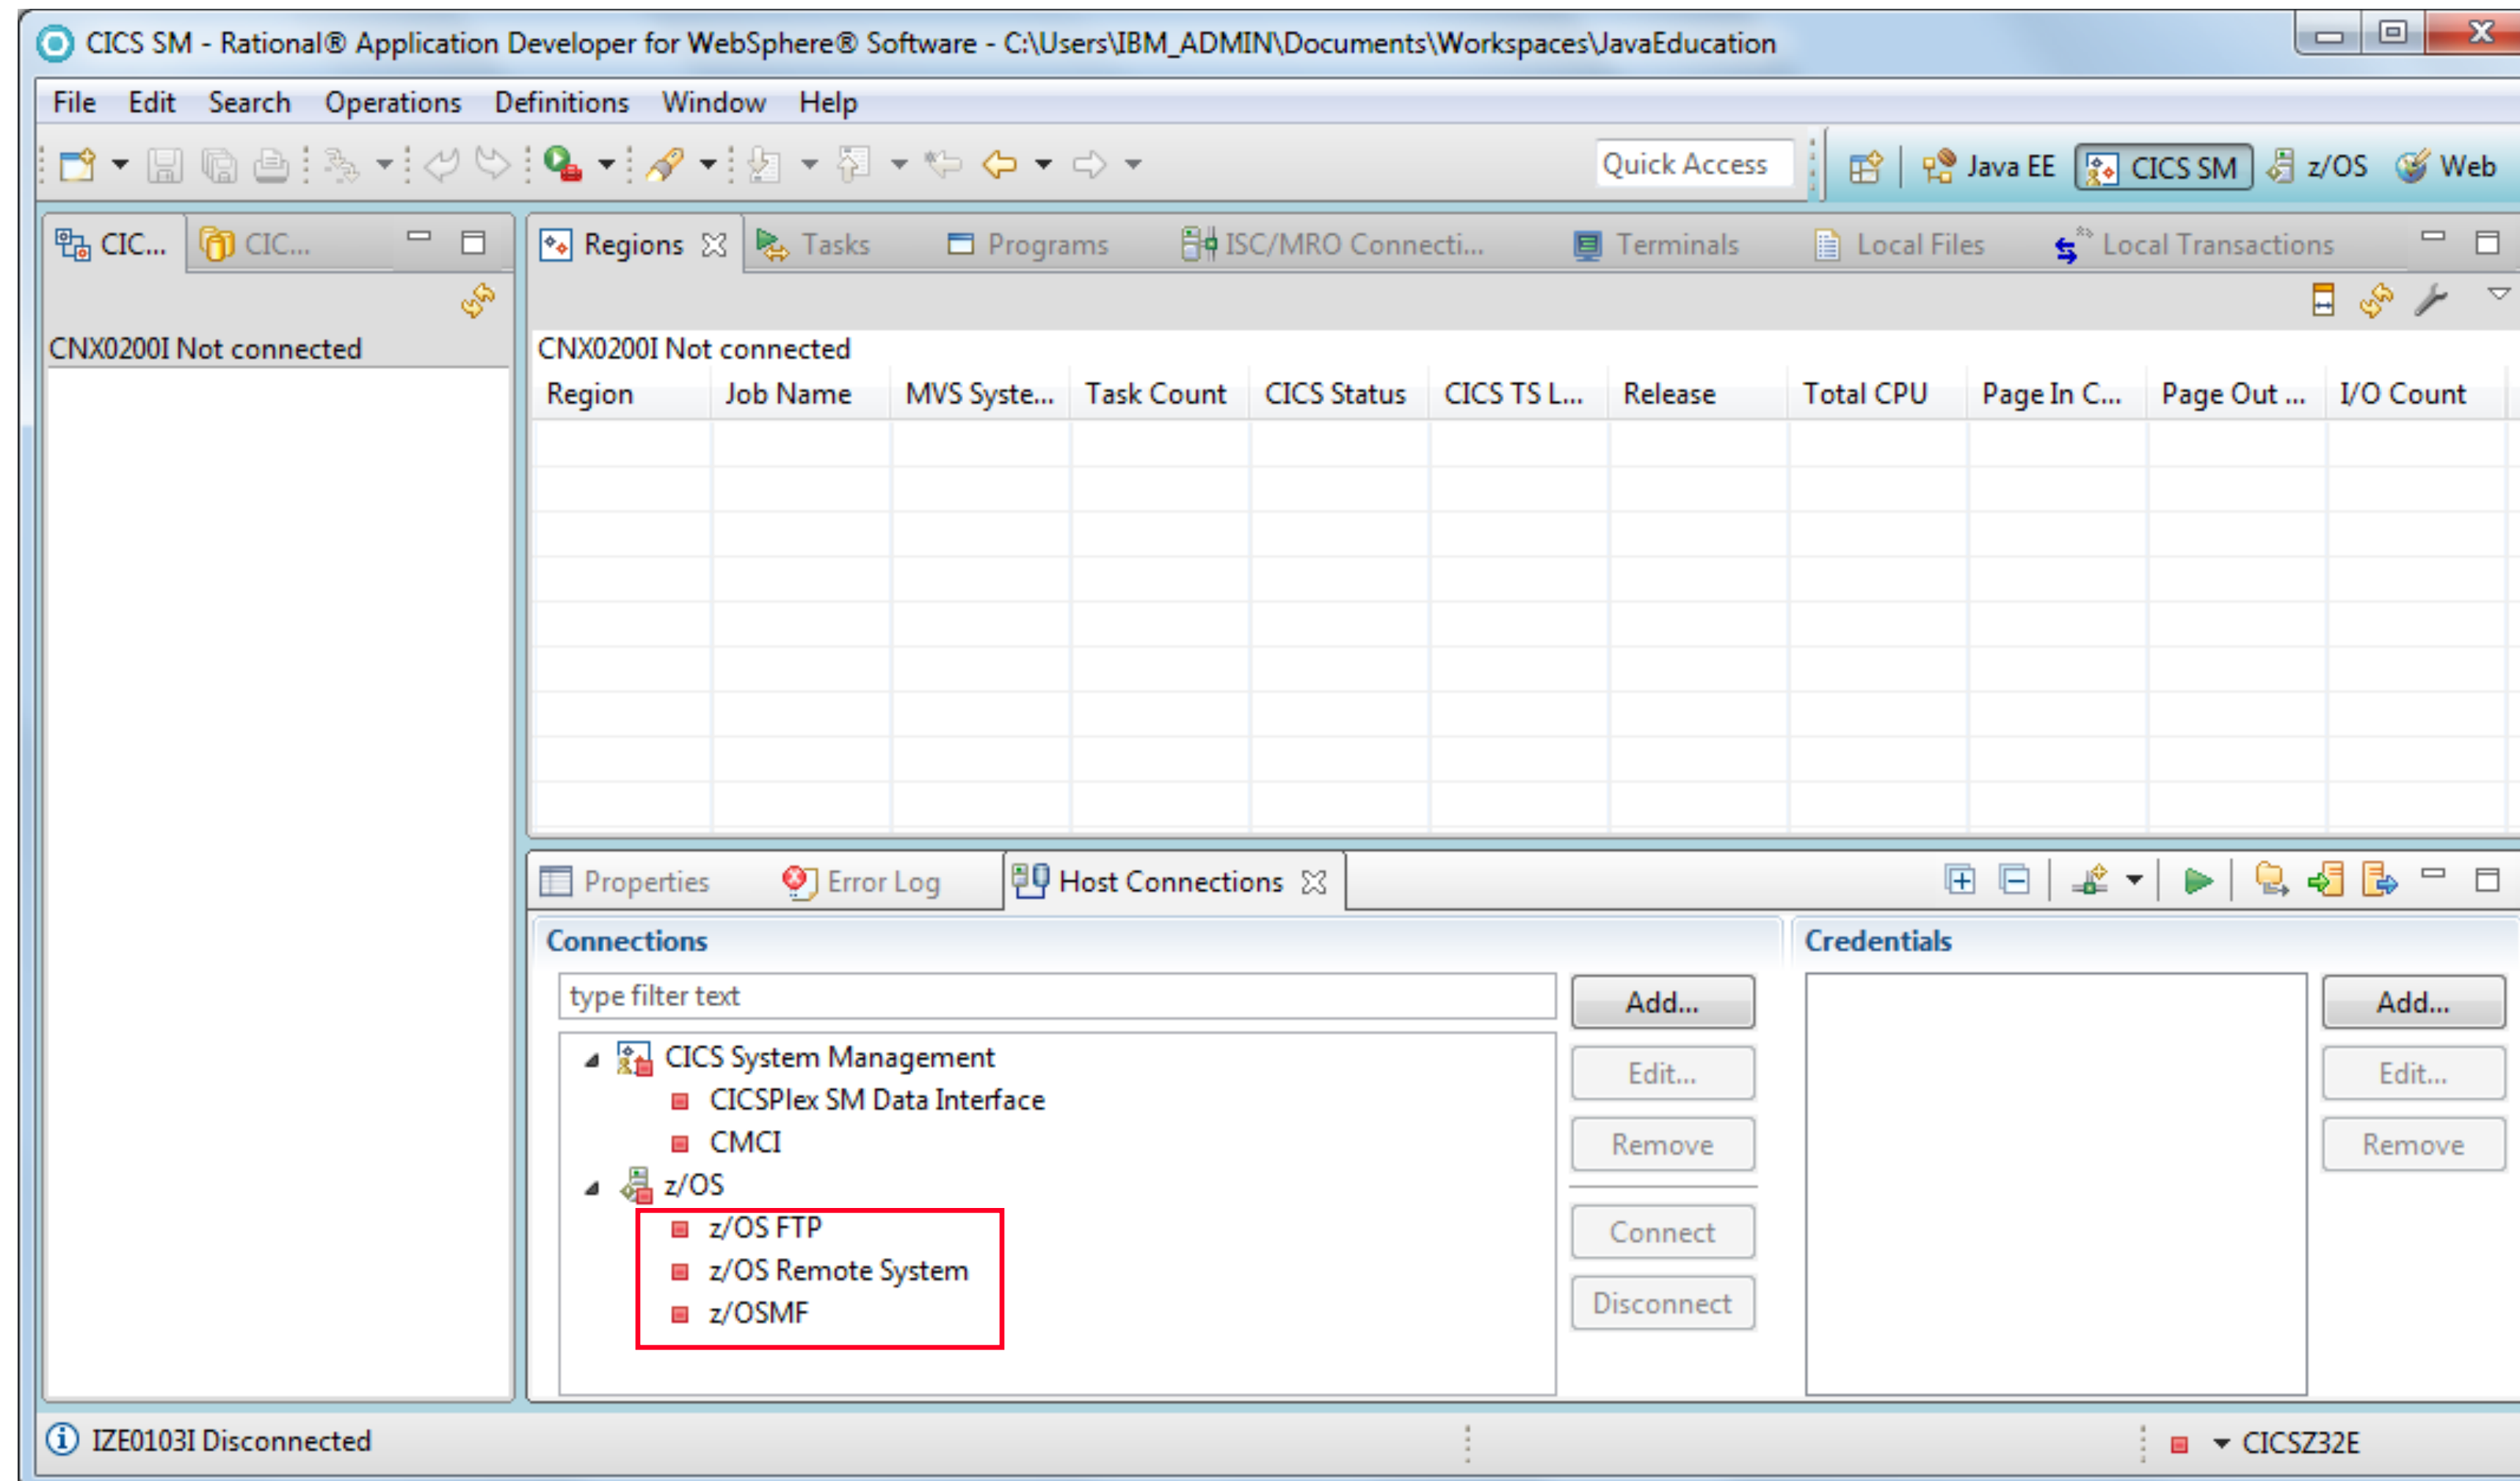 CICS SM - Rational® Application Developer for WebSphere® Software - C:\Users\IBM_ADMIN\Documents\Workspaces\JavaEducation
File Edit Search Operations Definitions Window Help
Quick Access Java EE CICS SM z/OS Web
CIC... CIC... Regions Tasks Programs ISC/MRO Connecti... Terminals Local Files Local Transactions
CNX0200I Not connected
CNX0200I Not connected
Region Job Name MVS Syste... Task Count CICS Status CICS TS L... Release Total CPU Page In C... Page Out ... I/O Count
Properties Error Log Host Connections
Connections
type filter text
CICS System Management
CICSPlex SM Data Interface
CMCI
z/OS
z/OS FTP
z/OS Remote System
z/OSMF
Add...
Edit...
Remove
Connect
Disconnect
Credentials
Add...
Edit...
Remove
IZE0103I Disconnected
CICSZ32E